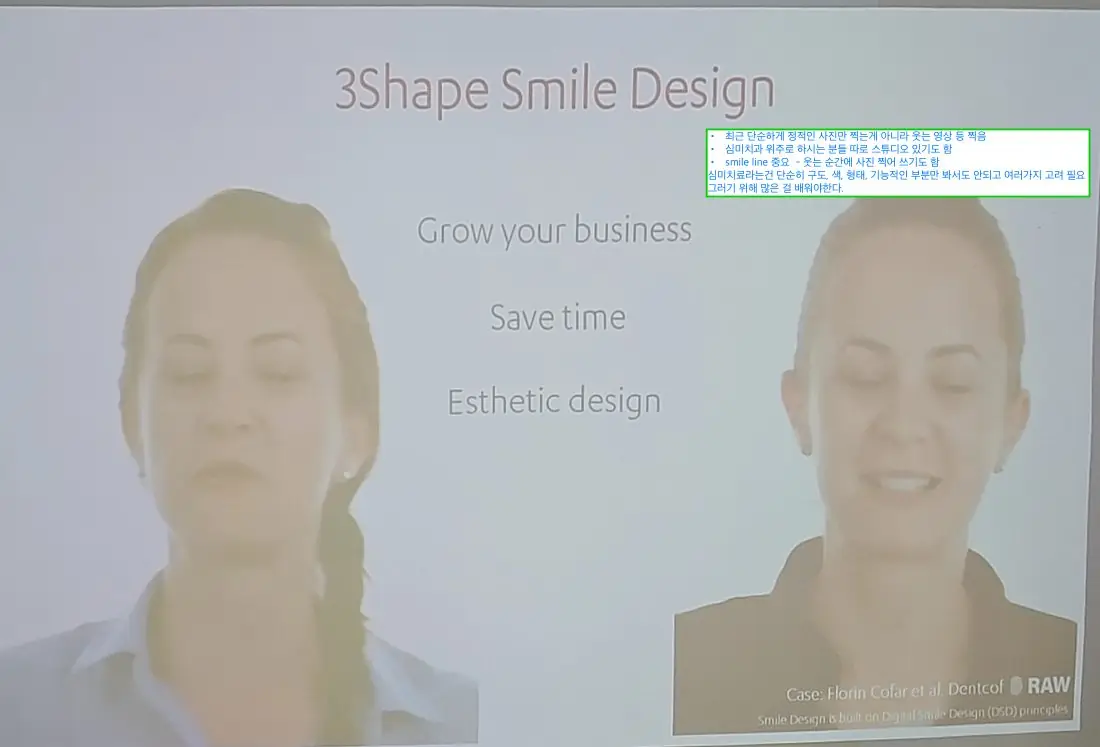 3Shape Smile Design
• 최근 단순하게 정적인 사진만 찍는게 아니라 웃는 영상 등 찍음
• 심미치과 위주로 하시는 분들 따로 스튜디오 있기도 함
• smile line 중요 - 웃는 순간에 사진 찍어 쓰기도 함
심미치료라는건 단순히 구도, 색, 형태, 기능적인 부분만 봐서도 안되고 여러가지 고려 필요
그러기 위해 많은 걸 배워야한다.
Grow your business
Save time
Esthetic design
Case: Florin Cofar et al. Dentcof RAW
Smile Design is built on Digital Smile Design (DSD) principles